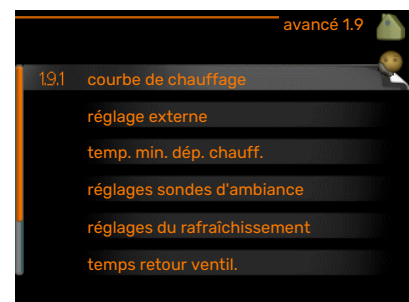 avancé 1.9
1.9.1 courbe de chauffage
réglage externe
temp. min. dép. chauff.
réglages sondes d'ambiance
réglages du rafraîchissement
temps retour ventil.